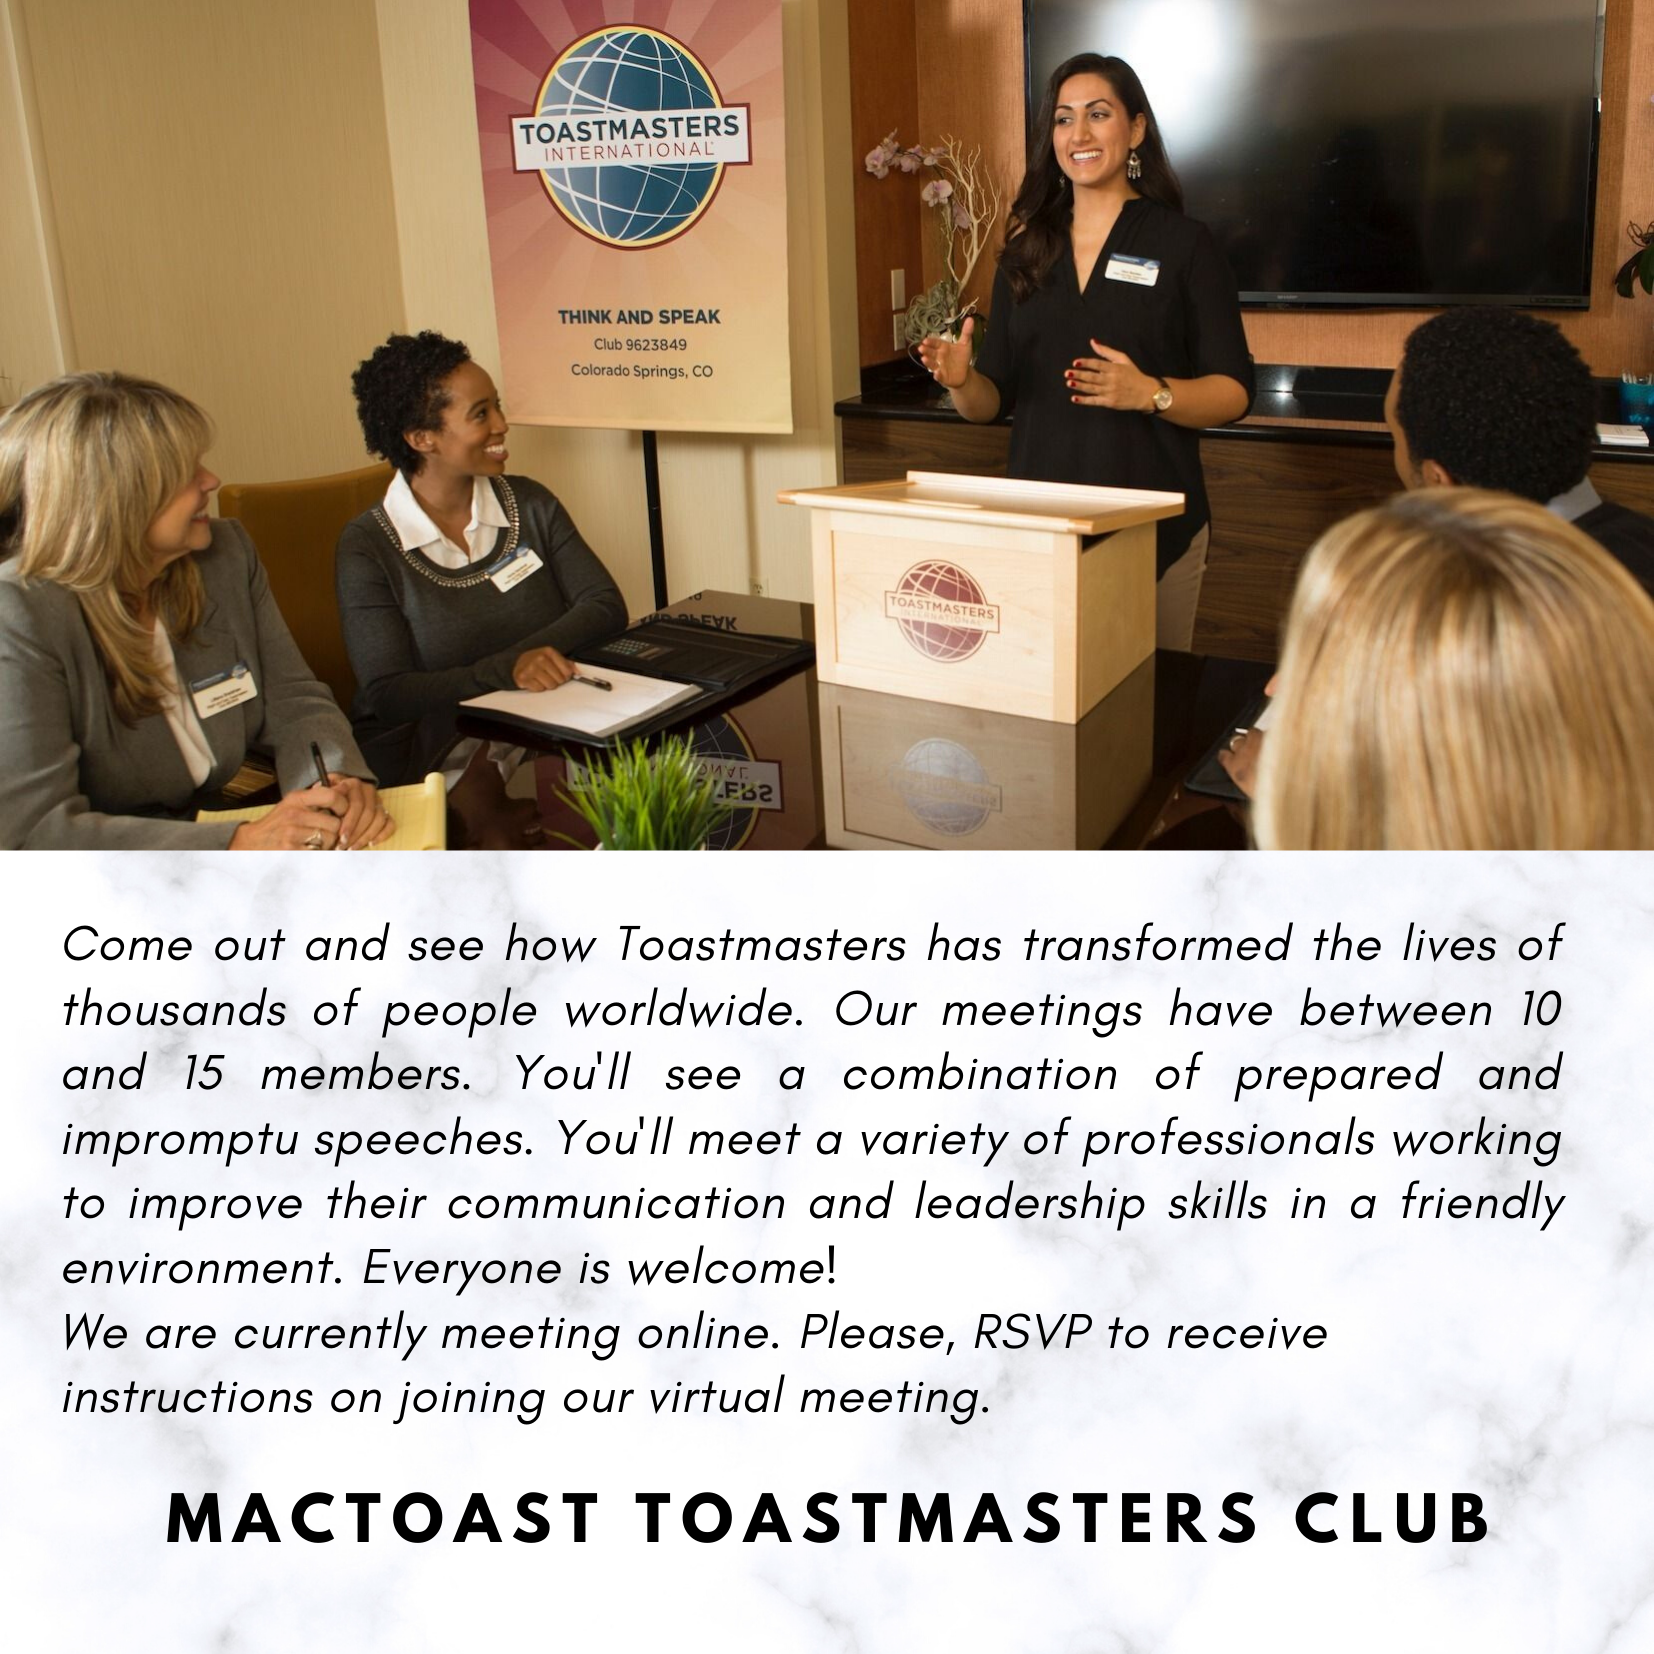 TOASTMASTERS
INTERNATIONAL
THINK AND SPEAK
Club 9623849
Colorado Springs, CO
TOASTMASTERS
INTERNATIONAL
Come out and see how Toastmasters has transformed the lives of
thousands of people worldwide. Our meetings have between 10
and 15 members. You'll see a combination of prepared and
impromptu speeches. You'll meet a variety of professionals working
to improve their communication and leadership skills in a friendly
environment. Everyone is welcome!
We are currently meeting online. Please, RSVP to receive
instructions on joining our virtual meeting.
MACTOAST TOASTMASTERS CLUB